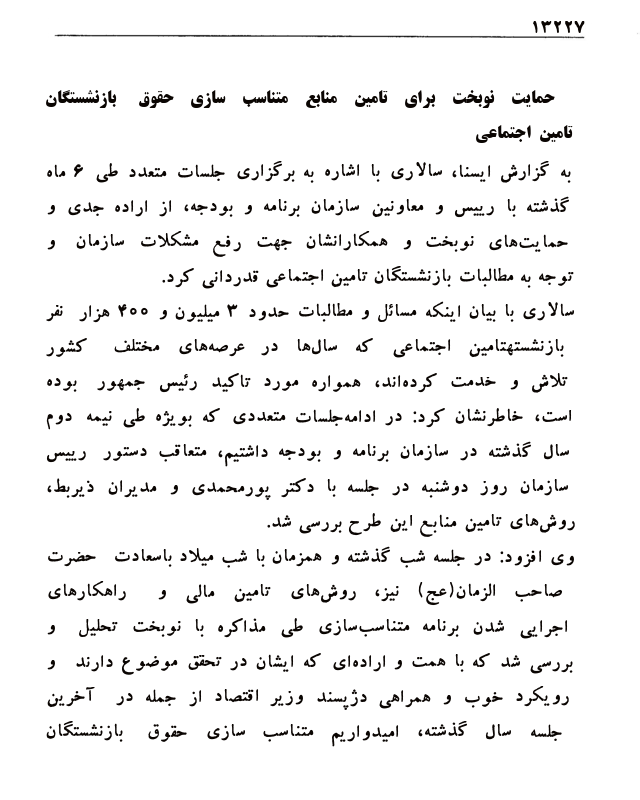 ۱۳۲۲۷
حمایت نوبخت برای تامین منابع متناسب سازی حقوق بازنشستگان
تامین اجتماعی
به گزارش ایسنا، سالاری با اشاره به برگزاری جلسات متعدد طی ۶ ماه
گذشته با رییس و معاونین سازمان برنامه و بودجه، از اراده جدی و
حمایت‌های نوبخت و همکارانشان جهت رفع مشکلات سازمان و
توجه به مطالبات بازنشستگان تامین اجتماعی قدردانی کرد.
سالاری با بیان اینکه مسائل و مطالبات حدود ۳ میلیون و ۴۰۰ هزار نفر
بازنشستهتامین اجتماعی که سال‌ها در عرصه‌های مختلف کشور
تلاش و خدمت کرده‌اند، همواره مورد تاکید رئیس جمهور بوده
است، خاطرنشان کرد: در ادامه‌جلسات متعددی که بویژه طی نیمه دوم
سال گذشته در سازمان برنامه و بودجه داشتیم، متعاقب دستور رییس
سازمان روز دوشنبه در جلسه با دکتر پورمحمدی و مدیران ذیربط،
روش‌های تامین منابع این طرح بررسی شد.
وی افزود: در جلسه شب گذشته و همزمان با شب میلاد باسعادت حضرت
صاحب الزمان(عج) نیز، روش‌های تامین مالی و راهکارهای
اجرایی شدن برنامه متناسب‌سازی طی مذاکره با نوبخت تحلیل و
بررسی شد که با همت و اراده‌ای که ایشان در تحقق موضوع دارند و
رویکرد خوب و همراهی دژپسند وزیر اقتصاد از جمله در آخرین
جلسه سال گذشته، امیدواریم متناسب سازی حقوق بازنشستگان